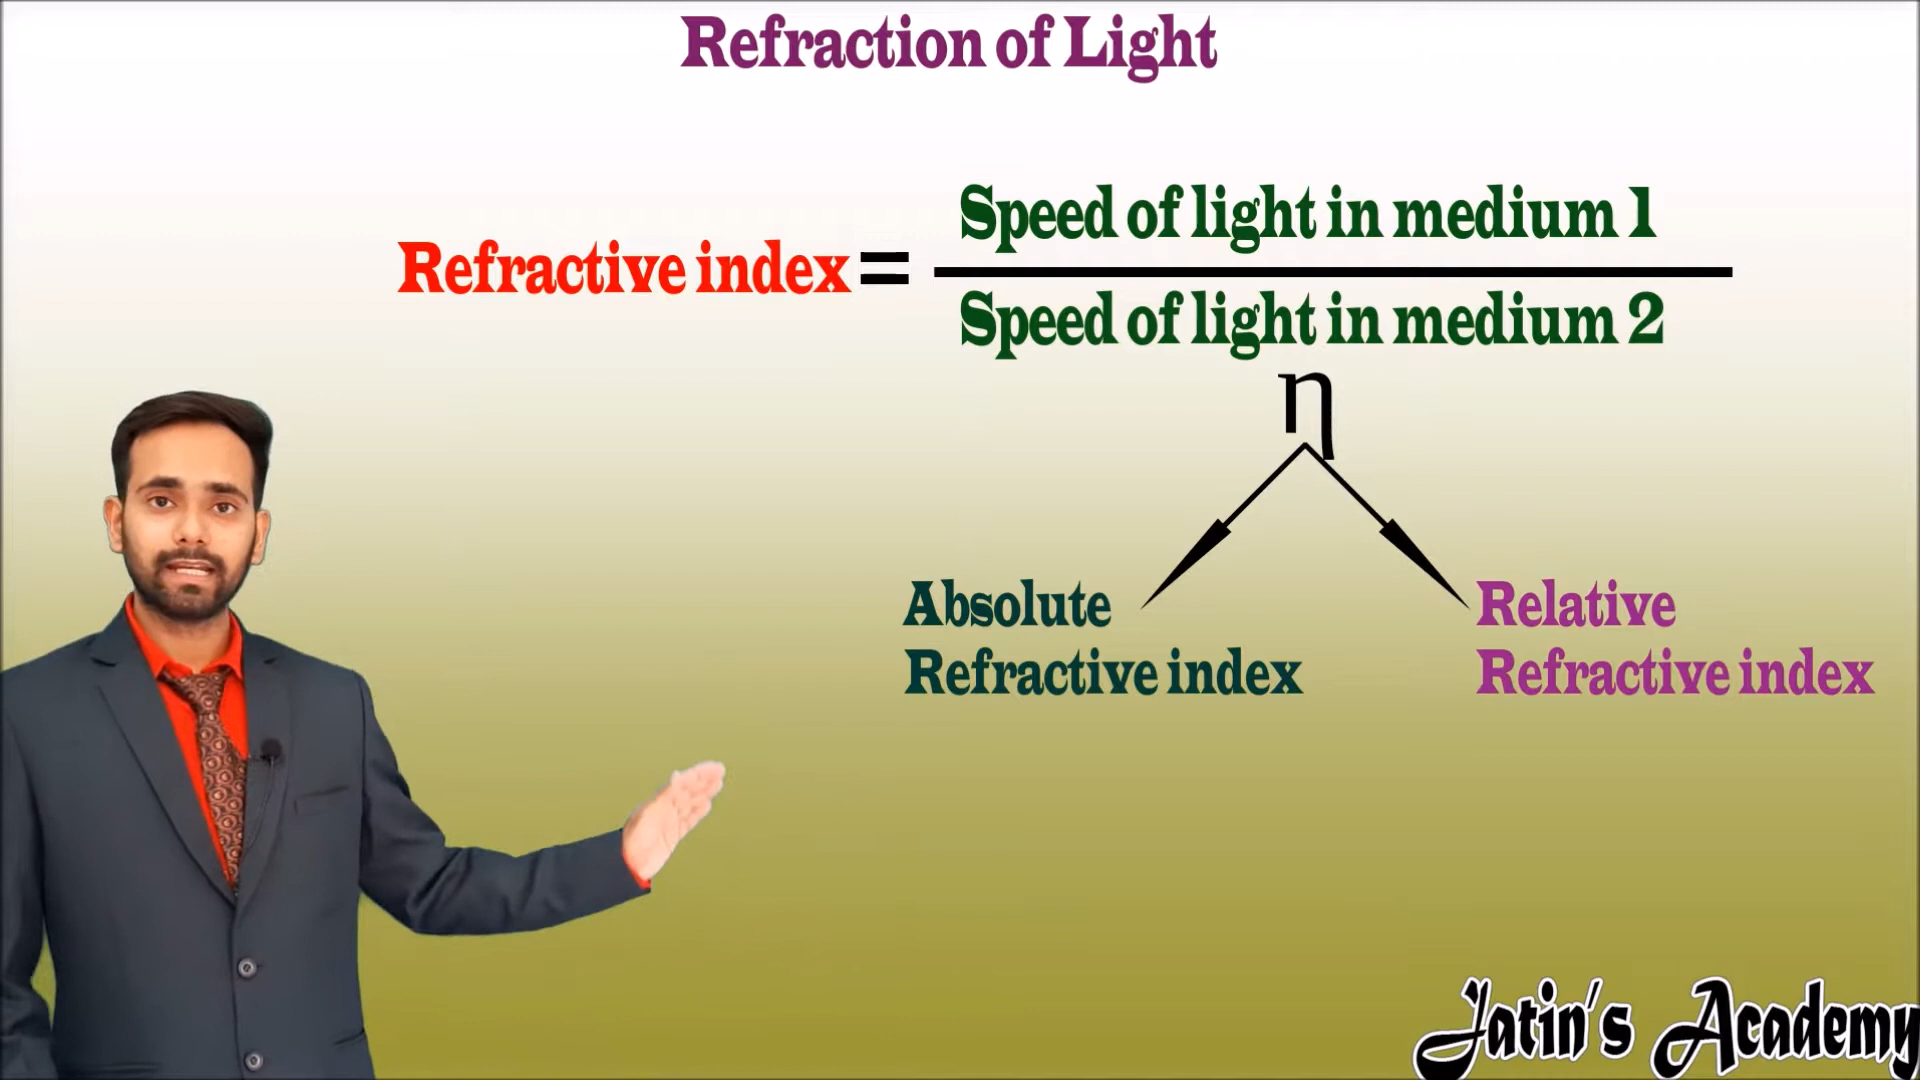 Refraction of Light
Refractive index =
Speed of light in medium 1
Speed of light in medium 2
η
Absolute
Refractive index
Relative
Refractive index
Jatin's Academy